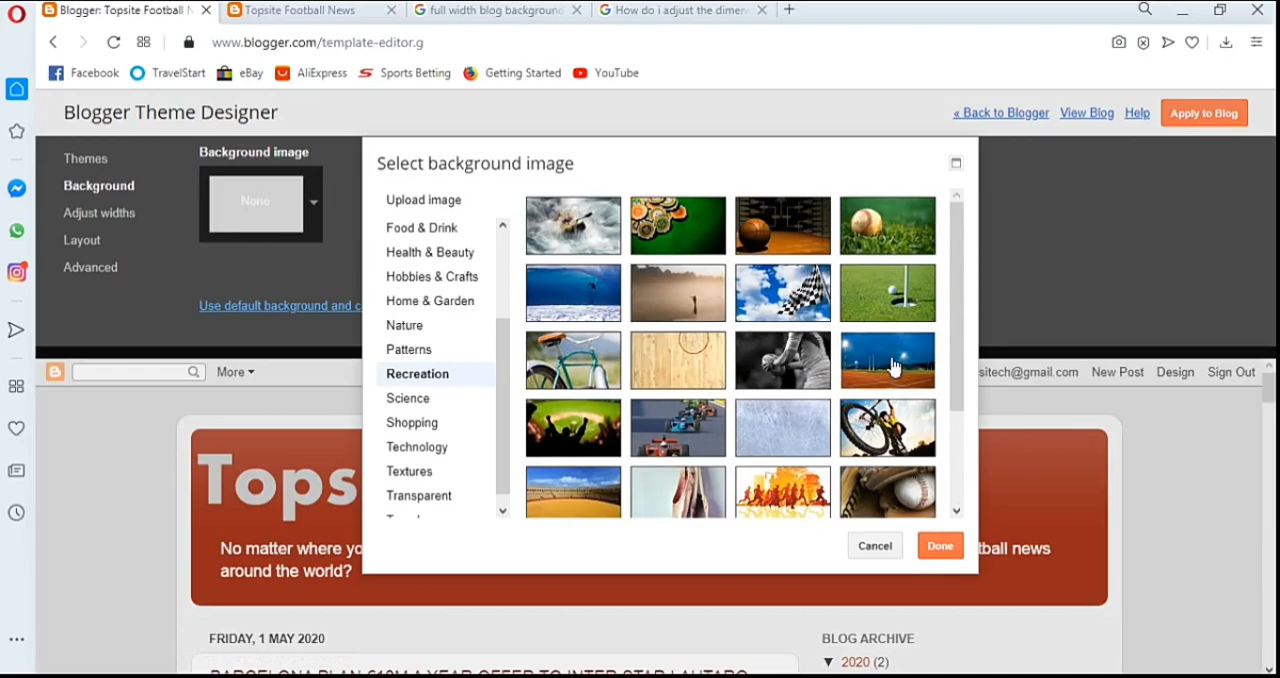 Blogger: Topsite Football N
Topsite Football News
full width blog background
How do i adjust the dimen
www.blogger.com/template-editor.g
Facebook
TravelStart
eBay
AliExpress
Sports Betting
Getting Started
YouTube
Blogger Theme Designer
« Back to Blogger
View Blog
Help
Apply to Blog
Themes
Background
Adjust widths
Layout
Advanced
Background image
None
Use default background and c
Select background image
Upload image
Food & Drink
Health & Beauty
Hobbies & Crafts
Home & Garden
Nature
Patterns
Recreation
Science
Shopping
Technology
Textures
Transparent
Cancel
Done
More
sitech@gmail.com
New Post
Design
Sign Out
Tops
No matter where yo
tball news
around the world?
FRIDAY, 1 MAY 2020
BLOG ARCHIVE
▼ 2020 (2)